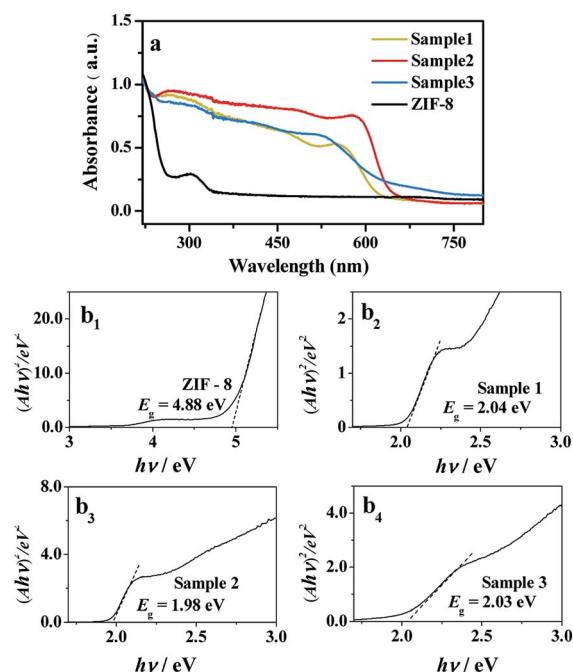 a
Sample1
Sample2
Sample3
ZIF-8
Absorbance ( a.u.)
1.5
1.0
0.5
0.0
300 450 600 750
Wavelength (nm)
b1
(Ahν)²/eV²
20.0
10.0
0.0
ZIF - 8
Eg = 4.88 eV
3 4 5
hν / eV
b2
(Ahν)²/eV²
2
1
0
Sample 1
Eg = 2.04 eV
2.0 2.5 3.0
hν / eV
b3
(Ahν)²/eV²
8.0
4.0
0.0
Sample 2
Eg = 1.98 eV
2.0 2.5 3.0
hν / eV
b4
(Ahν)²/eV²
6
4
2
0
Sample 3
Eg = 2.03 eV
2.0 2.5 3.0
hν / eV